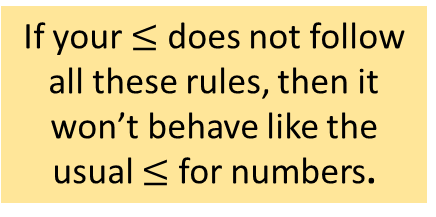 If your ≤ does not follow
all these rules, then it
won’t behave like the
usual ≤ for numbers.